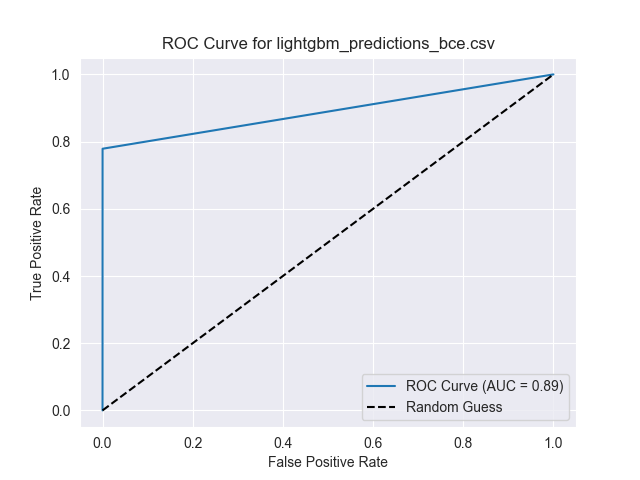 ROC Curve for lightgbm_predictions_bce.csv
1.0
0.8
0.6
0.4
0.2
0.0
True Positive Rate
0.0 0.2 0.4 0.6 0.8 1.0
False Positive Rate
ROC Curve (AUC = 0.89)
Random Guess